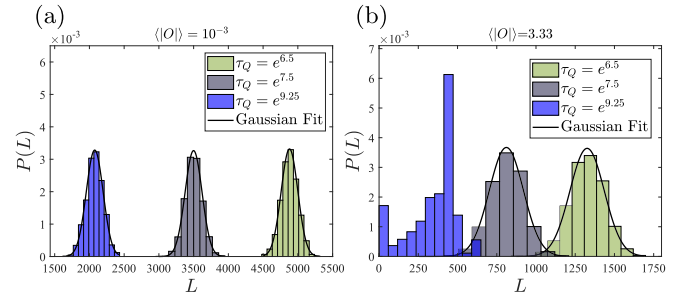 (a)
⟨|O|⟩ = 10⁻³
×10⁻³
τ_Q = e^6.5
τ_Q = e^7.5
τ_Q = e^9.25
Gaussian Fit
P(L)
6
5
4
3
2
1
0
1500 2000 2500 3000 3500 4000 4500 5000 5500
L
(b)
⟨|O|⟩=3.33
×10⁻³
τ_Q = e^6.5
τ_Q = e^7.5
τ_Q = e^9.25
Gaussian Fit
P(L)
7
6
5
4
3
2
1
0
0 250 500 750 1000 1250 1500 1750
L